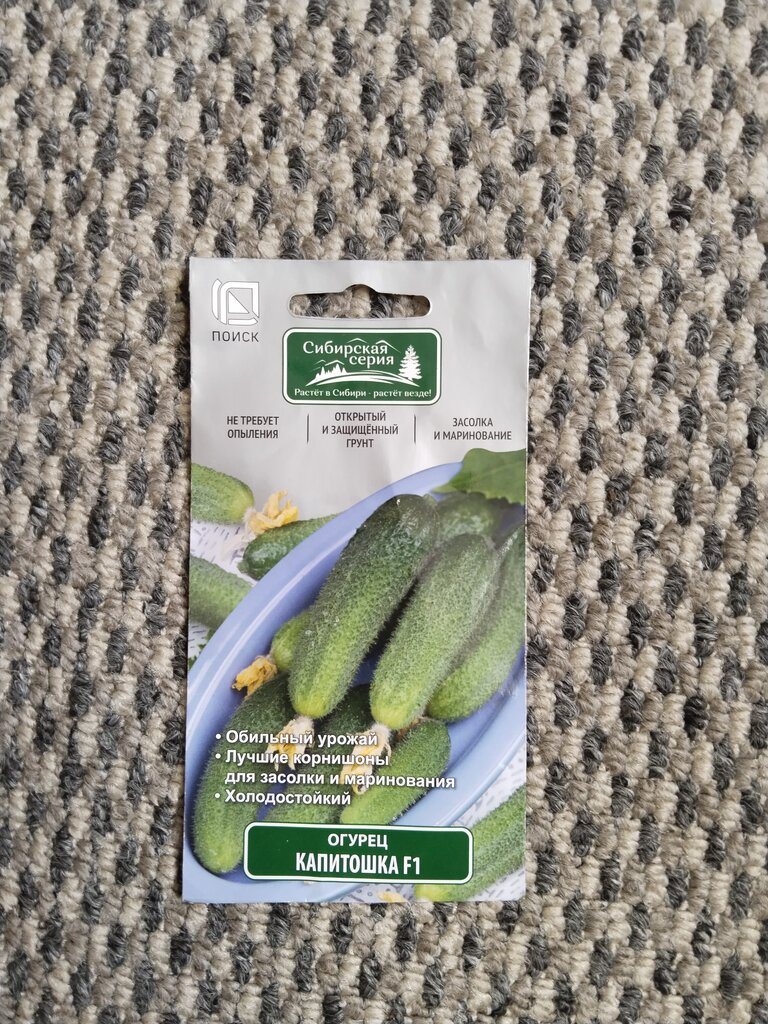 ПОИСК
Сибирская
серия
Растёт в Сибири - растёт везде!
НЕ ТРЕБУЕТ
ОПЫЛЕНИЯ
ОТКРЫТЫЙ
И ЗАЩИЩЁННЫЙ
ГРУНТ
ЗАСОЛКА
И МАРИНОВАНИЕ
• Обильный урожай
• Лучшие корнишоны
для засолки и маринования
• Холодостойкий
ОГУРЕЦ
КАПИТОШКА F1